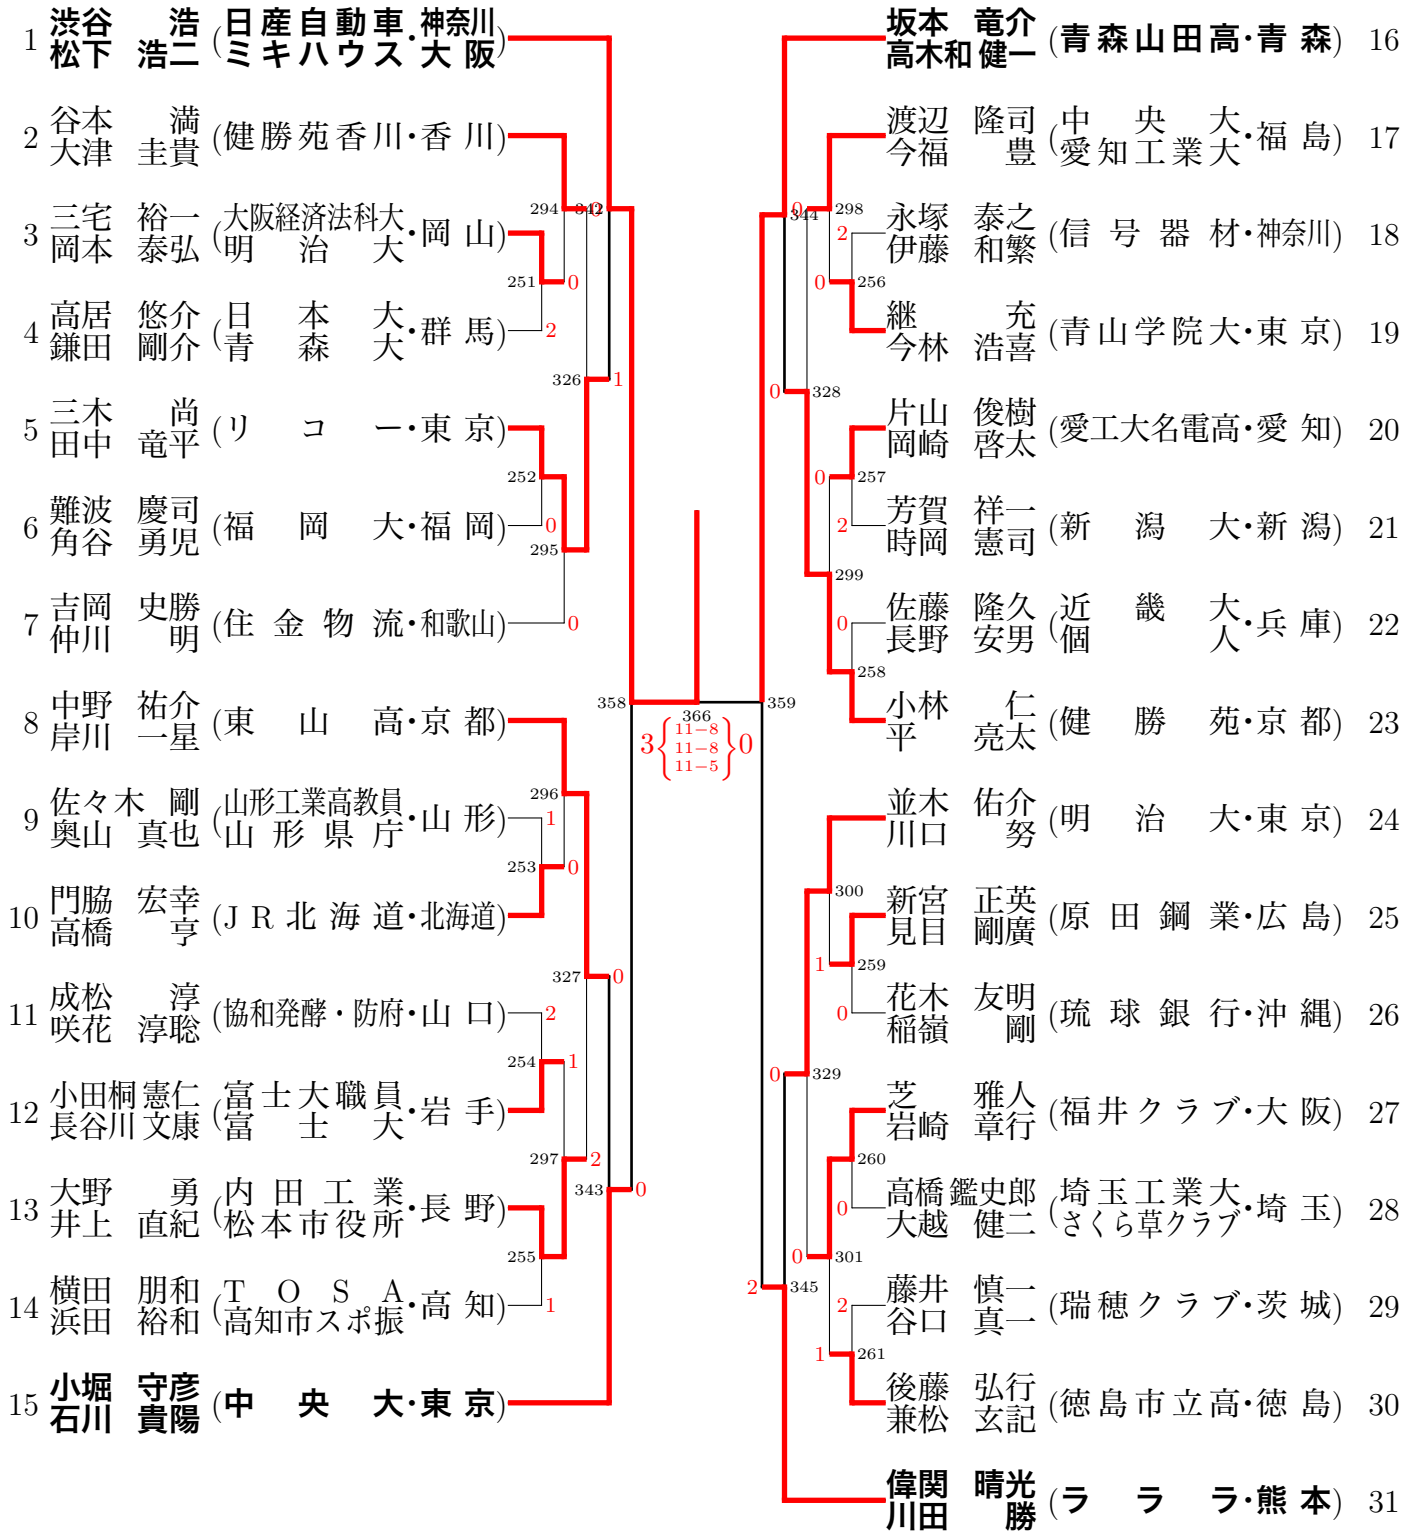 1 渋谷 浩 松下 浩二 (日産自動車 ミキハウス・神奈川 大阪)
2 谷本 満 大津 圭貴 (健勝苑香川・香川)
3 三宅 裕一 岡本 泰弘 (大阪経済法科大 明治大・岡山)
4 高居 悠介 鎌田 剛介 (日本大 青森大・群馬)
5 三木 尚 田中 竜平 (リコー・東京)
6 難波 慶司 角谷 勇児 (福岡大・福岡)
7 吉岡 史勝 仲川 明 (住金物流・和歌山)
8 中野 祐介 岸川 一星 (東山高・京都)
9 佐々木 剛 奥山 真也 (山形工業高教員 山形県庁・山形)
10 門脇 宏幸 高橋 亨 (JR北海道・北海道)
11 成松 淳 咲花 淳聡 (協和発酵・防府・山口)
12 小田桐 憲仁 長谷川 文康 (富士大職員 富士大・岩手)
13 大野 勇 井上 直紀 (内田工業 松本市役所・長野)
14 横田 朋和 浜田 裕和 (TOSA 高知市スポ振・高知)
15 小堀 守彦 石川 貴陽 (中央大・東京)
294 342 0
251 0
2
326 1
252
0
295
0
296
1
253 0
327 0
2
254 1
297 2
343 0
255
1
358 366 359
3{11-8 11-8 11-5}0
0 344 298
2
0 256
0 328
0 257
2
299
0
258
300
1 259
0
0 329
260
0
0 301
2 345
2
1 261
坂本 竜介 高木和 健一 (青森山田高・青森) 16
渡辺 隆司 今福 豊 (中央大 愛知工業大・福島) 17
永塚 泰之 伊藤 和繁 (信号器材・神奈川) 18
継 充 今林 浩喜 (青山学院大・東京) 19
片山 俊樹 岡崎 啓太 (愛工大名電高・愛知) 20
芳賀 祥一 時岡 憲司 (新潟大・新潟) 21
佐藤 隆久 長野 安男 (近畿大 個人・兵庫) 22
小林 仁 平 亮太 (健勝苑・京都) 23
並木 佑介 川口 努 (明治大・東京) 24
新宮 正英 見目 剛廣 (原田鋼業・広島) 25
花木 友明 稲嶺 剛 (琉球銀行・沖縄) 26
芝 雅人 岩崎 章行 (福井クラブ・大阪) 27
高橋 鑑史郎 大越 健二 (埼玉工業大 さくら草クラブ・埼玉) 28
藤井 慎一 谷口 真一 (瑞穂クラブ・茨城) 29
後藤 弘行 兼松 玄記 (徳島市立高・徳島) 30
偉関 晴光 川田 勝 (ララ ラ・熊本) 31